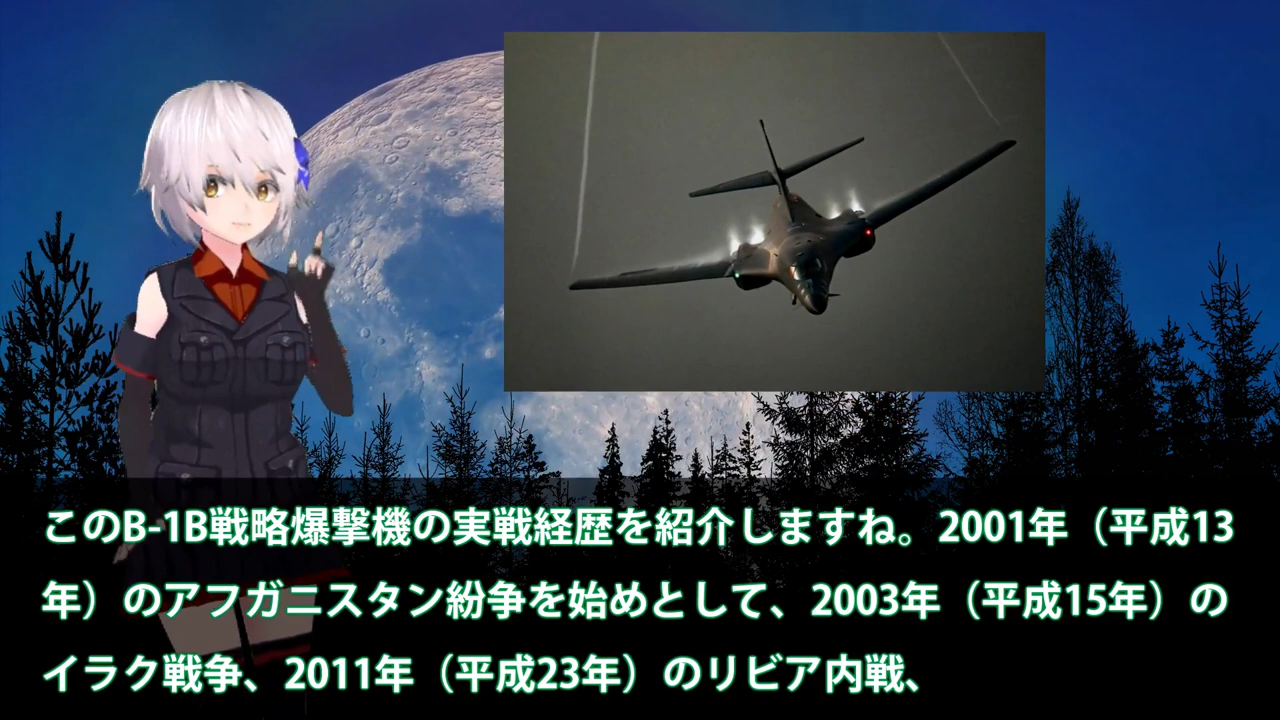 このB-1B戦略爆撃機の実戦経歴を紹介しますね。2001年（平成13
年）のアフガニスタン紛争を始めとして、2003年（平成15年）の
イラク戦争、2011年（平成23年）のリビア内戦、